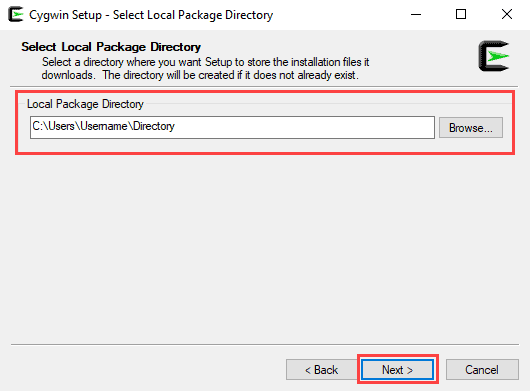 Cygwin Setup - Select Local Package Directory
Select Local Package Directory
Select a directory where you want Setup to store the installation files it
downloads. The directory will be created if it does not already exist.
Local Package Directory
C:\Users\Username\Directory
Browse...
< Back
Next >
Cancel